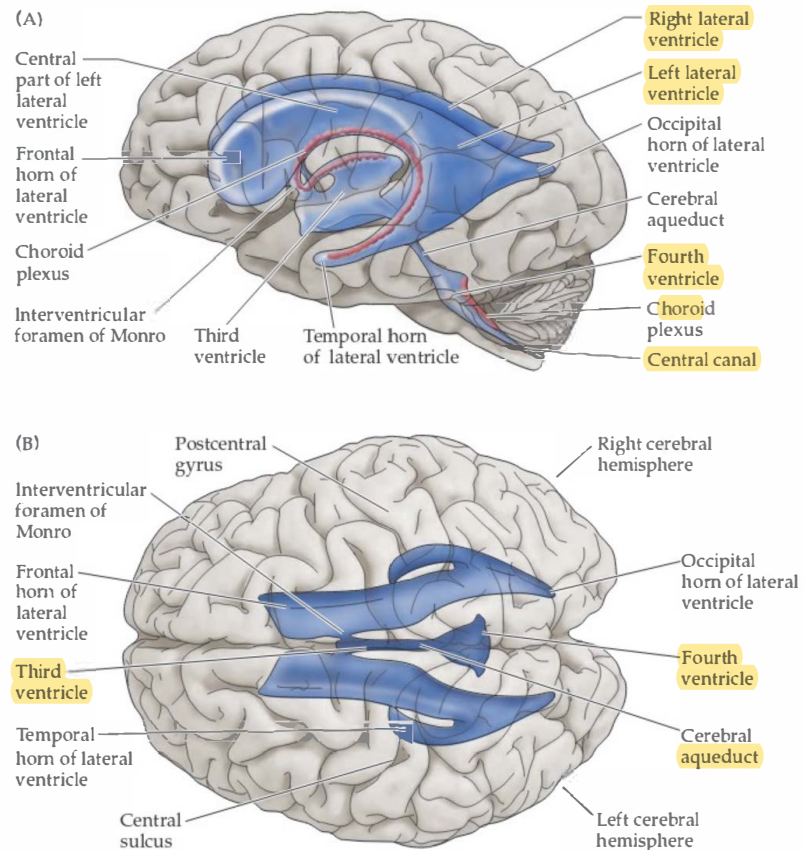 (A)
Central
part of left
lateral
ventricle
Frontal
horn of
lateral
ventricle
Choroid
plexus
Interventricular
foramen of Monro
Third
ventricle
Temporal horn
of lateral ventricle
Right lateral
ventricle
Left lateral
ventricle
Occipital
horn of lateral
ventricle
Cerebral
aqueduct
Fourth
ventricle
Choroid
plexus
Central canal
(B)
Postcentral
gyrus
Interventricular
foramen of
Monro
Frontal
horn of
lateral
ventricle
Third
ventricle
Temporal
horn of lateral
ventricle
Central
sulcus
Right cerebral
hemisphere
Occipital
horn of lateral
ventricle
Fourth
ventricle
Cerebral
aqueduct
Left cerebral
hemisphere